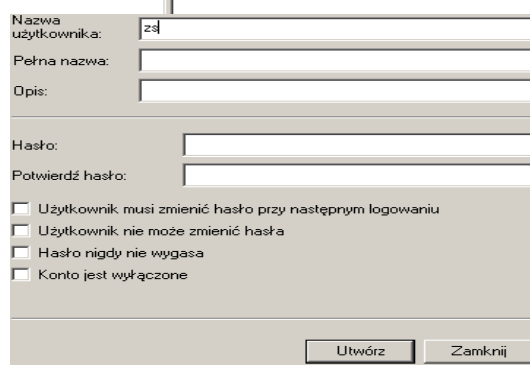 Nazwa
użytkownika: zs
Pełna nazwa:
Opis:
Hasło:
Potwierdź hasło:
Użytkownik musi zmienić hasło przy następnym logowaniu
Użytkownik nie może zmienić hasła
Hasło nigdy nie wygasa
Konto jest wyłączone
Utwórz Zamknij